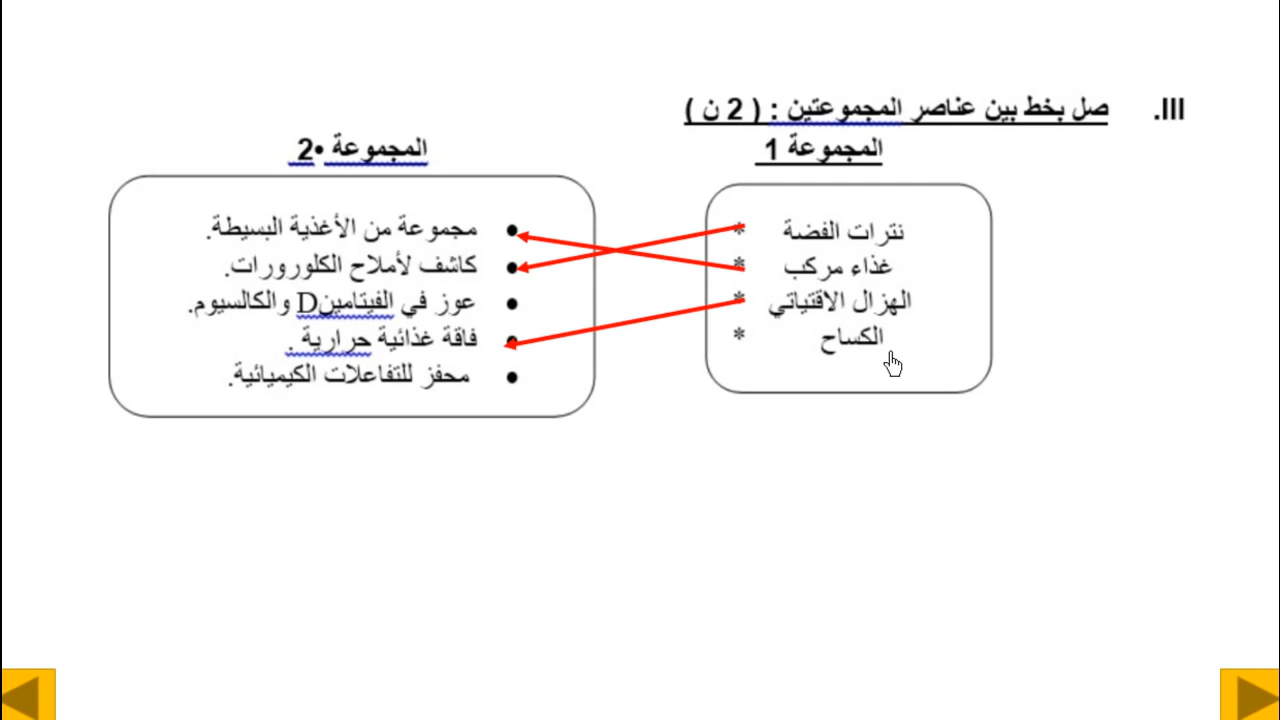 III. صل بخط بين عناصر المجموعتين : ( 2 ن )
المجموعة 1
* نترات الفضة
* غذاء مركب
* الهزال الاقتياتي
* الكساح
المجموعة •2
• مجموعة من الأغذية البسيطة.
• كاشف لأملاح الكلورورات.
• عوز في الفيتامينD والكالسيوم.
• فاقة غذائية حرارية .
• محفز للتفاعلات الكيميائية.